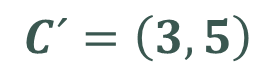 C′ = (3, 5)